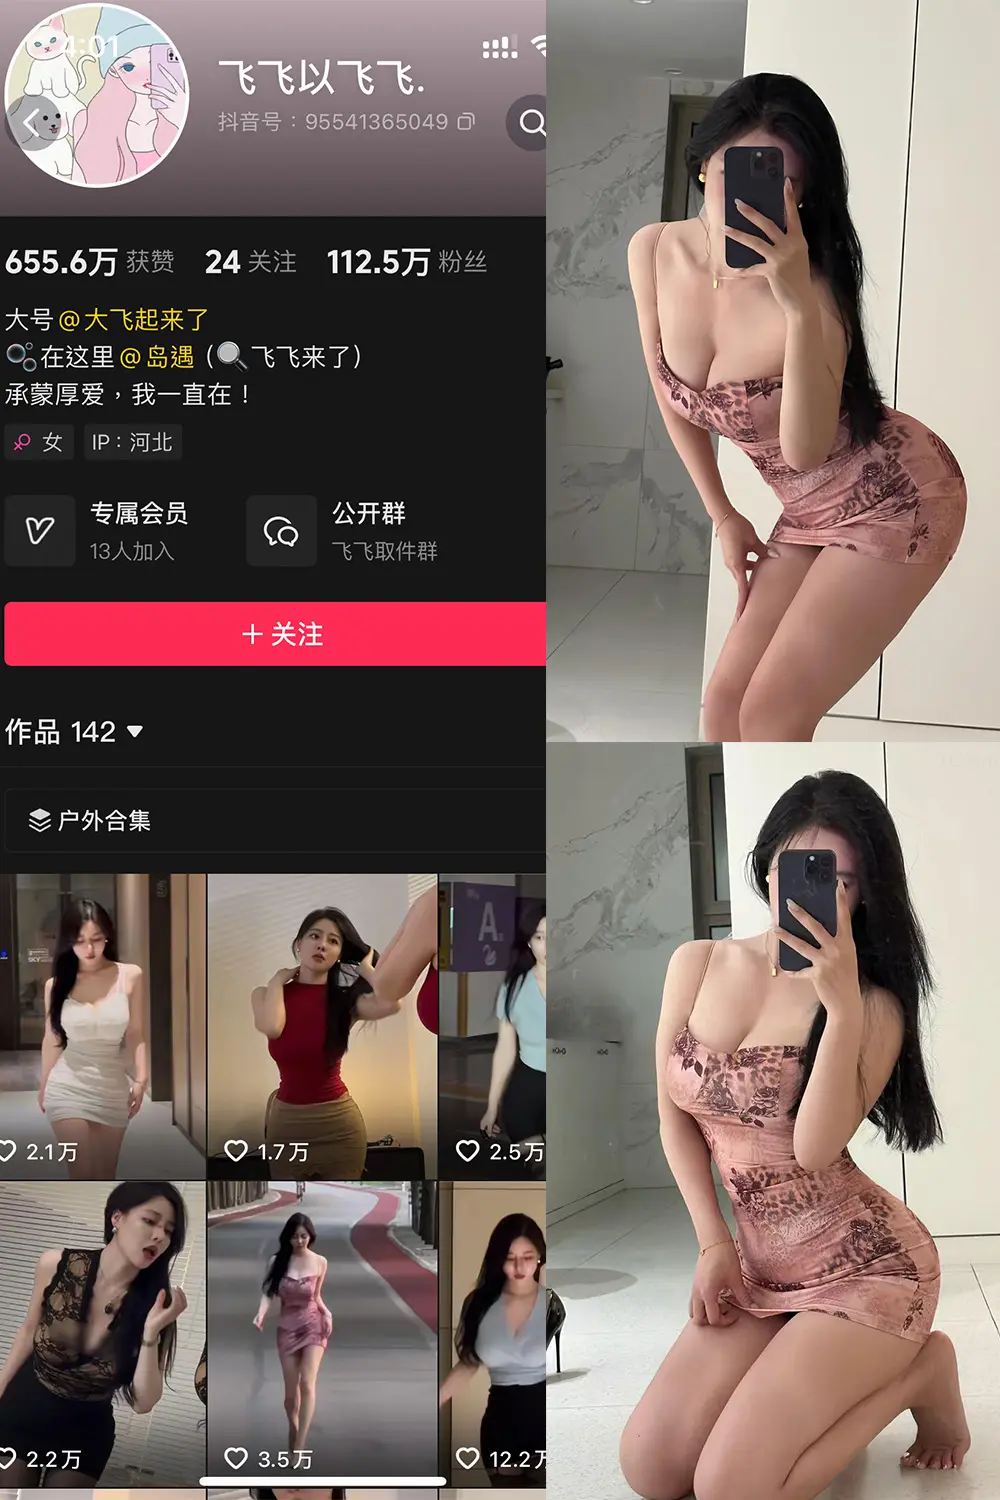 4:01
飞飞以飞飞.
抖音号：95541365049
655.6万 获赞 24 关注 112.5万 粉丝
大号@大飞起来了
在这里@岛遇（🔍飞飞来了）
承蒙厚爱，我一直在！
女 IP：河北
专属会员
13人加入
公开群
飞飞取件群
＋关注
作品 142
户外合集
A
2.1万
1.7万
2.5万
2.2万
3.5万
12.2万